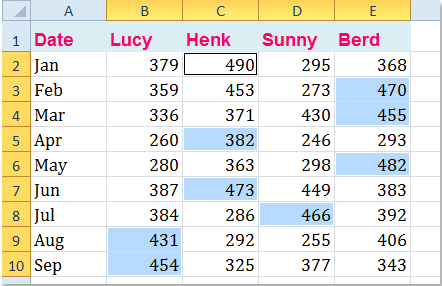 A B C D E
1 Date Lucy Henk Sunny Berd
2 Jan 379 490 295 368
3 Feb 359 453 273 470
4 Mar 336 371 430 455
5 Apr 260 382 246 293
6 May 280 363 298 482
7 Jun 387 473 449 383
8 Jul 384 286 466 392
9 Aug 431 292 255 406
10 Sep 454 325 377 343